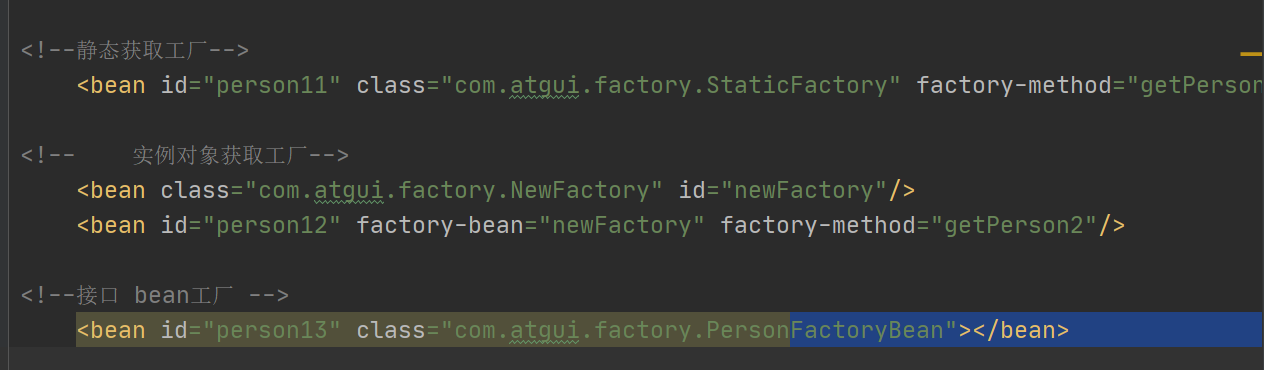 <!--静态获取工厂-->
<bean id="person11" class="com.atgui.factory.StaticFactory" factory-method="getPerson
<!--    实例对象获取工厂-->
<bean class="com.atgui.factory.NewFactory" id="newFactory"/>
<bean id="person12" factory-bean="newFactory" factory-method="getPerson2"/>
<!--接口 bean工厂 -->
<bean id="person13" class="com.atgui.factory.PersonFactoryBean"></bean>